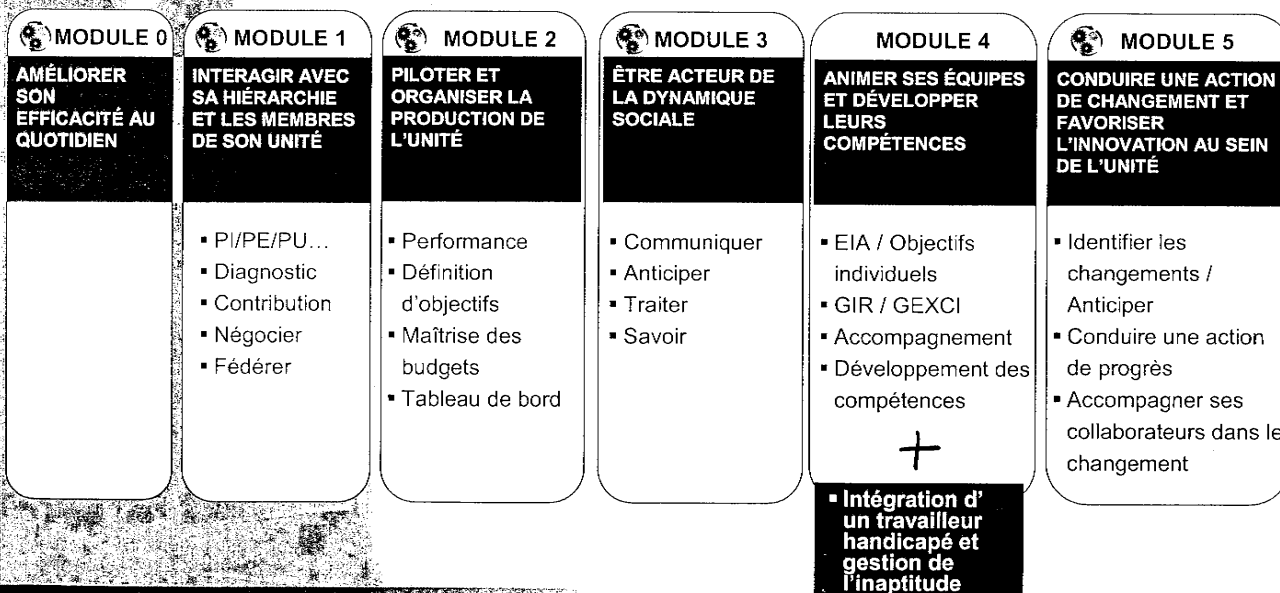 MODULE 0
AMÉLIORER
SON
EFFICACITÉ AU
QUOTIDIEN
MODULE 1
INTERAGIR AVEC
SA HIÉRARCHIE
ET LES MEMBRES
DE SON UNITÉ
▪ PI/PE/PU...
▪ Diagnostic
▪ Contribution
▪ Négocier
▪ Fédérer
MODULE 2
PILOTER ET
ORGANISER LA
PRODUCTION DE
L'UNITÉ
▪ Performance
▪ Définition
d'objectifs
▪ Maîtrise des
budgets
▪ Tableau de bord
MODULE 3
ÊTRE ACTEUR DE
LA DYNAMIQUE
SOCIALE
▪ Communiquer
▪ Anticiper
▪ Traiter
▪ Savoir
MODULE 4
ANIMER SES ÉQUIPES
ET DÉVELOPPER
LEURS
COMPÉTENCES
▪ EIA / Objectifs
individuels
▪ GIR / GEXCI
▪ Accompagnement
▪ Développement des
compétences
+
▪ Intégration d'
un travailleur
handicapé et
gestion de
l'inaptitude
MODULE 5
CONDUIRE UNE ACTION
DE CHANGEMENT ET
FAVORISER
L'INNOVATION AU SEIN
DE L'UNITÉ
▪ Identifier les
changements /
Anticiper
▪ Conduire une action
de progrès
▪ Accompagner ses
collaborateurs dans le
changement